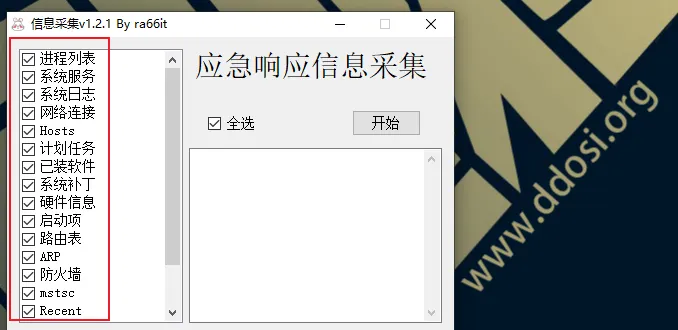 信息采集v1.2.1 By ra66it
进程列表
系统服务
系统日志
网络连接
Hosts
计划任务
已装软件
系统补丁
硬件信息
启动项
路由表
ARP
防火墙
mstsc
Recent
应急响应信息采集
全选
开始
www.ddosi.org